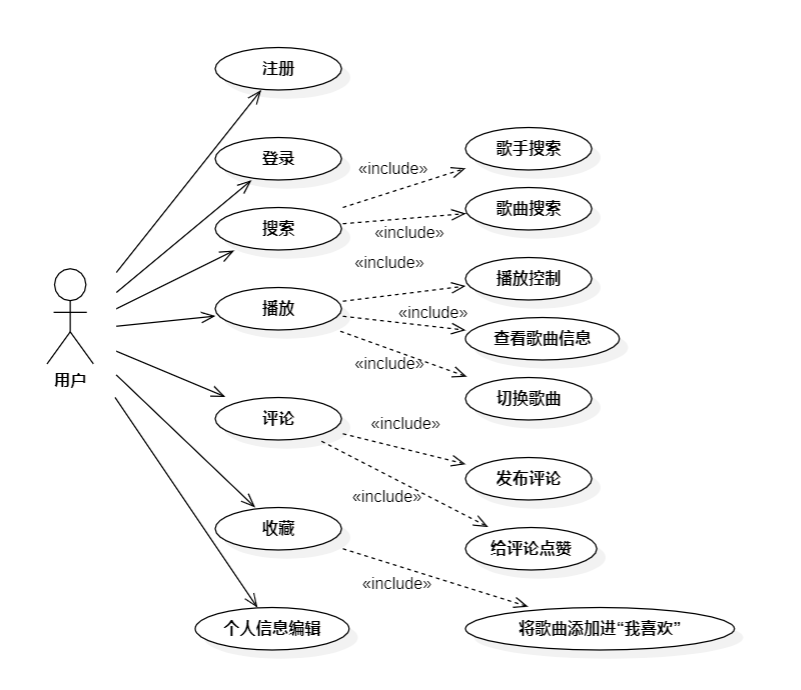 注册
登录
«include»
歌手搜索
搜索
«include»
歌曲搜索
«include»
播放控制
播放
«include»
查看歌曲信息
«include»
用户
切换歌曲
评论
«include»
发布评论
«include»
收藏
给评论点赞
«include»
个人信息编辑
将歌曲添加进“我喜欢”